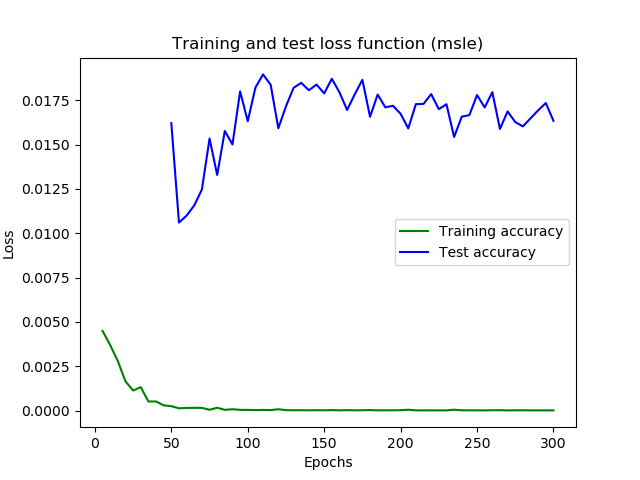 Training and test loss function (msle)
0.0175
0.0150
0.0125
0.0100
0.0075
0.0050
0.0025
0.0000
Loss
Training accuracy
Test accuracy
0 50 100 150 200 250 300
Epochs